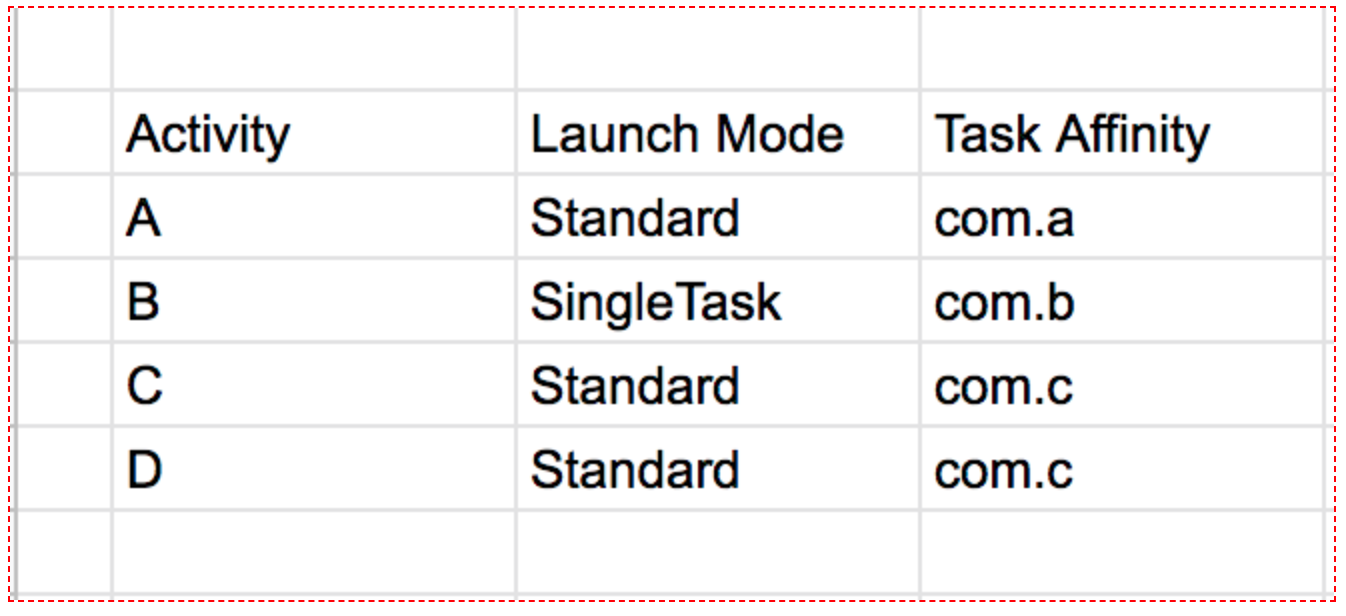 Activity Launch Mode Task Affinity
A Standard com.a
B SingleTask com.b
C Standard com.c
D Standard com.c